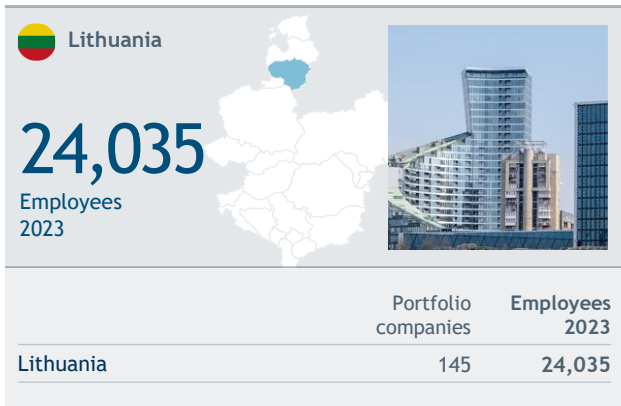 Lithuania
24,035
Employees
2023
Portfolio Employees
companies 2023
Lithuania 145 24,035